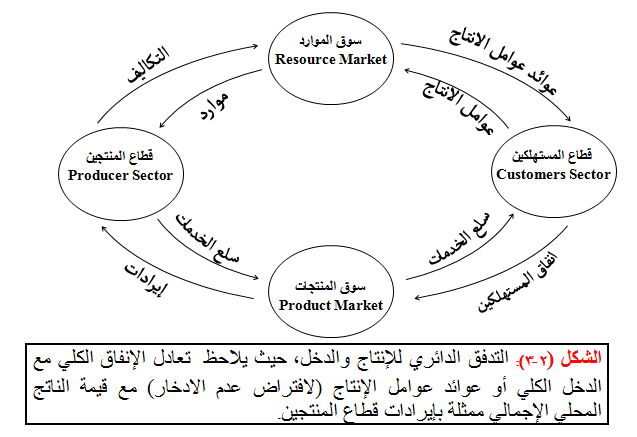 سوق الموارد
Resource Market
عوائد عوامل الانتاج
التكاليف
عوامل الانتاج
موارد
قطاع المستهلكين
Customers Sector
قطاع المنتجين
Producer Sector
سلع الخدمات
سلع الخدمات
إيرادات
انفاق المستهلكين
سوق المنتجات
Product Market
الشكل (٢-٣): التدفق الدائري للإنتاج والدخل، حيث يلاحظ تعادل الإنفاق الكلي مع
الدخل الكلي أو عوائد عوامل الإنتاج (لافتراض عدم الادخار) مع قيمة الناتج
المحلي الإجمالي ممثلة بإيرادات قطاع المنتجين.